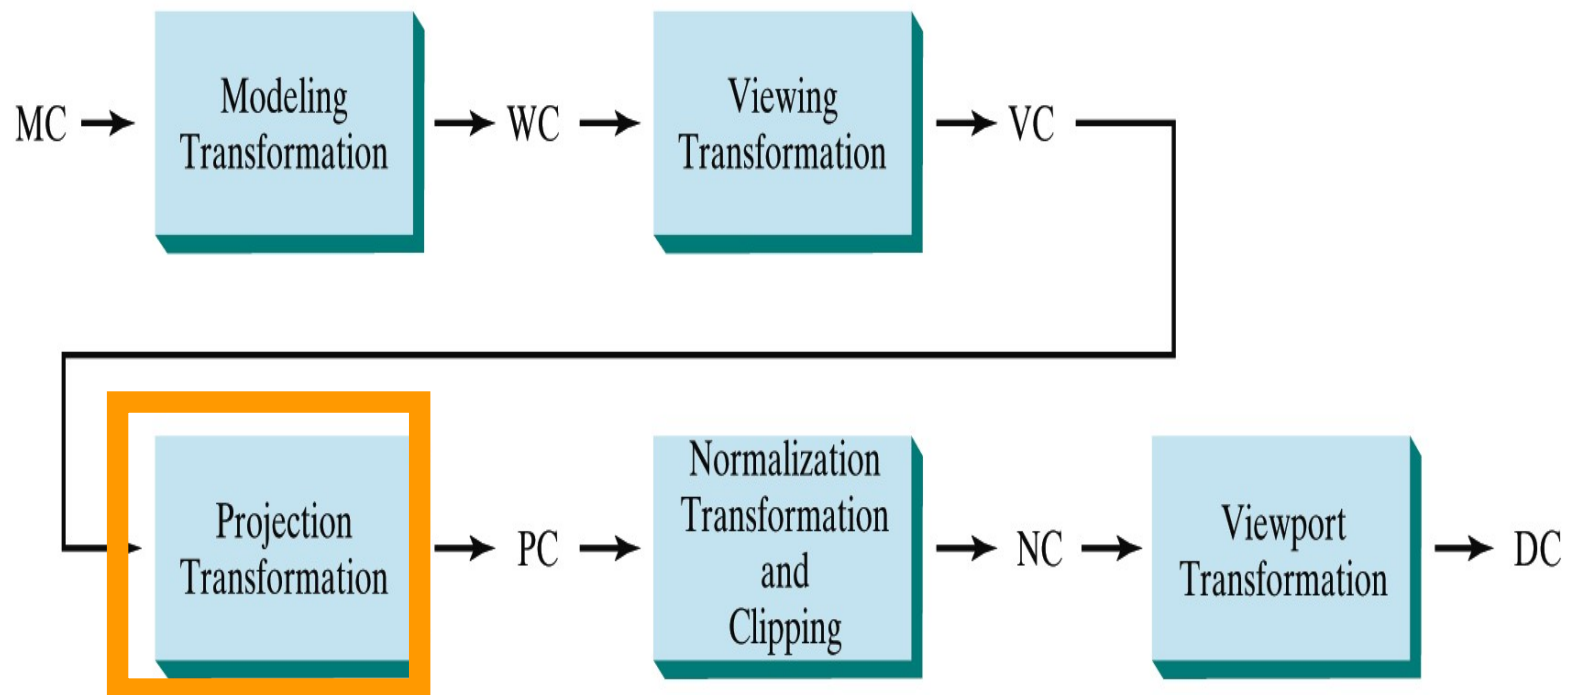 MC
Modeling
Transformation
WC
Viewing
Transformation
VC
Projection
Transformation
PC
Normalization
Transformation
and
Clipping
NC
Viewport
Transformation
DC